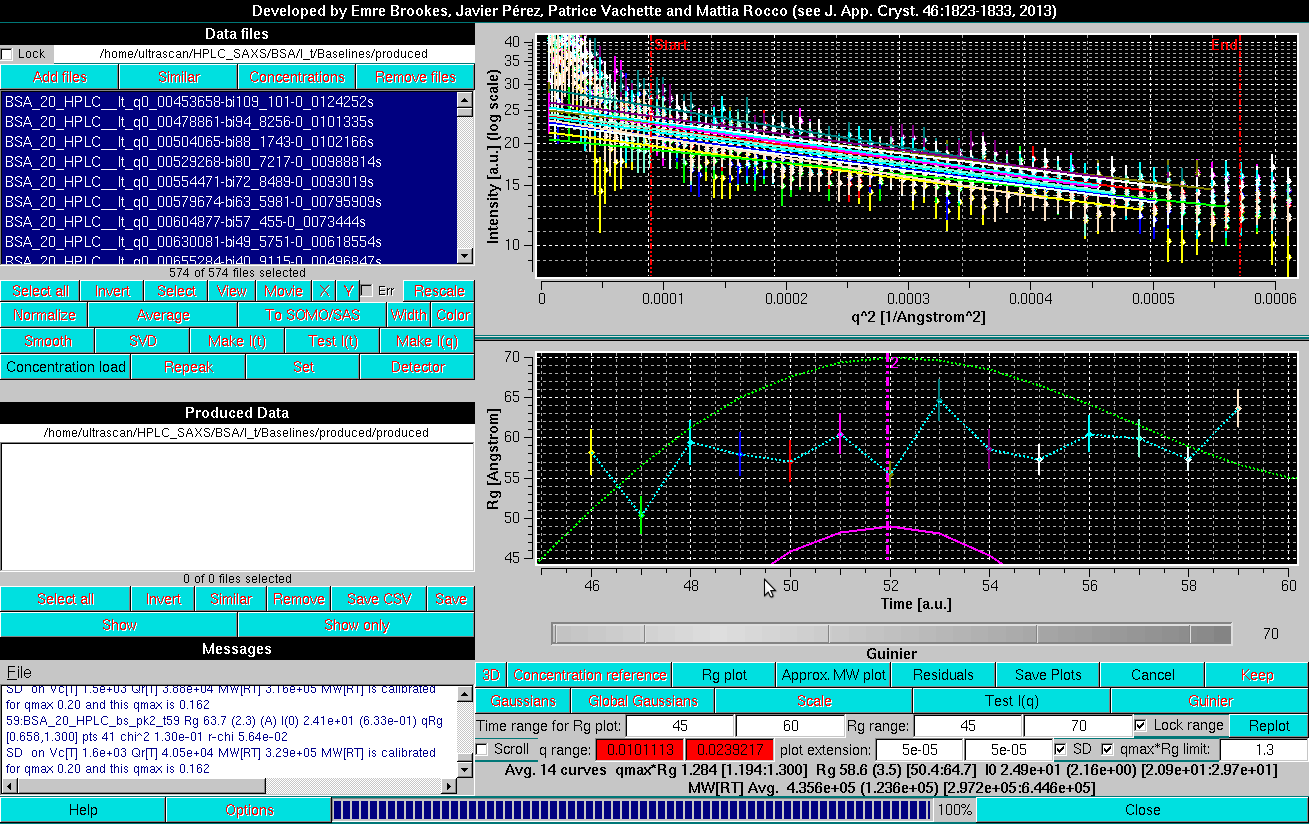 Developed by Emre Brookes, Javier Pérez, Patrice Vachette and Mattia Rocco (see J. App. Cryst. 46:1823-1833, 2013)
Data files
Lock /home/ultrascan/HPLC_SAXS/BSA/I_t/Baselines/produced
Add files Similar Concentrations Remove files
BSA_20_HPLC__It_q0_00453658-bi109_101-0_0124252s
BSA_20_HPLC__It_q0_00478861-bi94_8256-0_0101335s
BSA_20_HPLC__It_q0_00504065-bi88_1743-0_0102166s
BSA_20_HPLC__It_q0_00529268-bi80_7217-0_00988814s
BSA_20_HPLC__It_q0_00554471-bi72_8489-0_0093019s
BSA_20_HPLC__It_q0_00579674-bi63_5981-0_00795909s
BSA_20_HPLC__It_q0_00604877-bi57_455-0_0073444s
BSA_20_HPLC__It_q0_00630081-bi49_5751-0_00618554s
BSA_20_HPLC__It_q0_00655284-bi40_9115-0_00496847s
574 of 574 files selected
Select all Invert Select View Movie X Y Err Rescale
Normalize Average To SOMO/SAS Width Color
Smooth SVD Make I(t) Test I(t) Make I(q)
Concentration load Repeak Set Detector
Produced Data
/home/ultrascan/HPLC_SAXS/BSA/I_t/Baselines/produced/produced
0 of 0 files selected
Select all Invert Similar Remove Save CSV Save
Show Show only
Messages
File
SD on Vc[T] 1.5e+03 Qr[T] 3.88e+04 MW[RT] 3.16e+05 MW[RT] is calibrated
for qmax 0.20 and this qmax is 0.162
59:BSA_20_HPLC_bs_pk2_t59 Rg 63.7 (2.3) (A) I(0) 2.41e+01 (6.33e-01) qRg
[0.658,1.300] pts 41 chi^2 1.30e-01 r-chi 5.64e-02
SD on Vc[T] 1.6e+03 Qr[T] 4.05e+04 MW[RT] 3.29e+05 MW[RT] is calibrated
for qmax 0.20 and this qmax is 0.162
Help Options 100% Close
Start End
Intensity [a.u.] (log scale)
40
35
30
25
20
15
10
0 0.0001 0.0002 0.0003 0.0004 0.0005 0.0006
q^2 [1/Angstrom^2]
Rg [Angstrom]
70
65
60
55
50
45
2
46 48 50 52 54 56 58 60
Time [a.u.]
70
Guinier
3D Concentration reference Rg plot Approx. MW plot Residuals Save Plots Cancel Keep
Gaussians Global Gaussians Scale Test I(q) Guinier
Time range for Rg plot: 45 60 Rg range: 45 70 Lock range Replot
Scroll q range: 0.0101113 0.0239217 plot extension: 5e-05 5e-05 SD qmax*Rg limit: 1.3
Avg. 14 curves qmax*Rg 1.284 [1.194:1.300] Rg 58.6 (3.5) [50.4:64.7] I0 2.49e+01 (2.16e+00) [2.09e+01:2.97e+01]
MW[RT] Avg. 4.356e+05 (1.236e+05) [2.972e+05:6.446e+05]